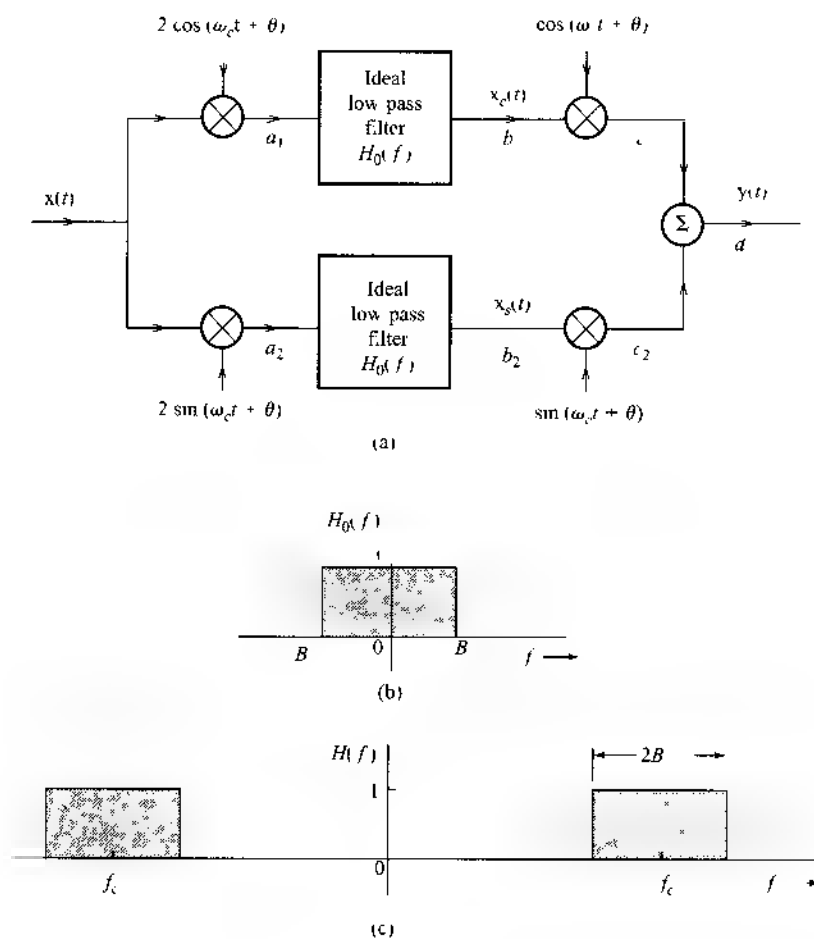 2 cos (ω_c t + θ)
cos (ω t + θ)
Ideal
low pass
filter
H_0(f)
a_1
x_c(t)
b
x(t)
y(t)
Σ
d
Ideal
low pass
filter
H_0(f)
a_2
x_s(t)
b_2
c_2
2 sin (ω_c t + θ)
sin (ω_c t + θ)
(a)
H_0(f)
B
0
B
f
(b)
H(f)
2B
1
0
f_c
f_c
f
(c)